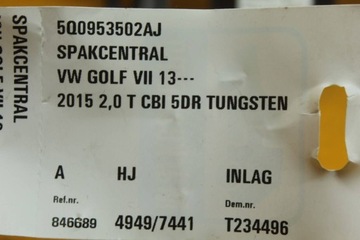 5Q0953502AJ
SPAKCENTRAL
VW GOLF VII 13---
2015 2,0 T CBI 5DR TUNGSTEN
A HJ INLAG
Ref.nr. Dem.nr.
846689 4949/7441 T234496
SPAKCENTRAL